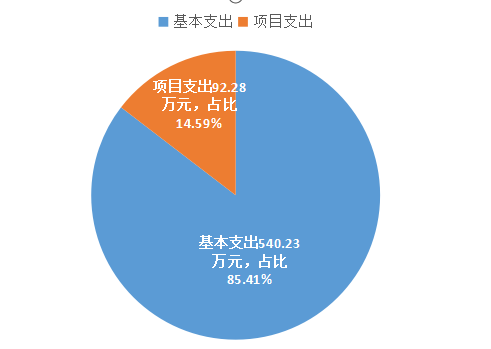 基本支出 项目支出
项目支出92.28
万元，占比
14.59%
基本支出540.23
万元，占比
85.41%